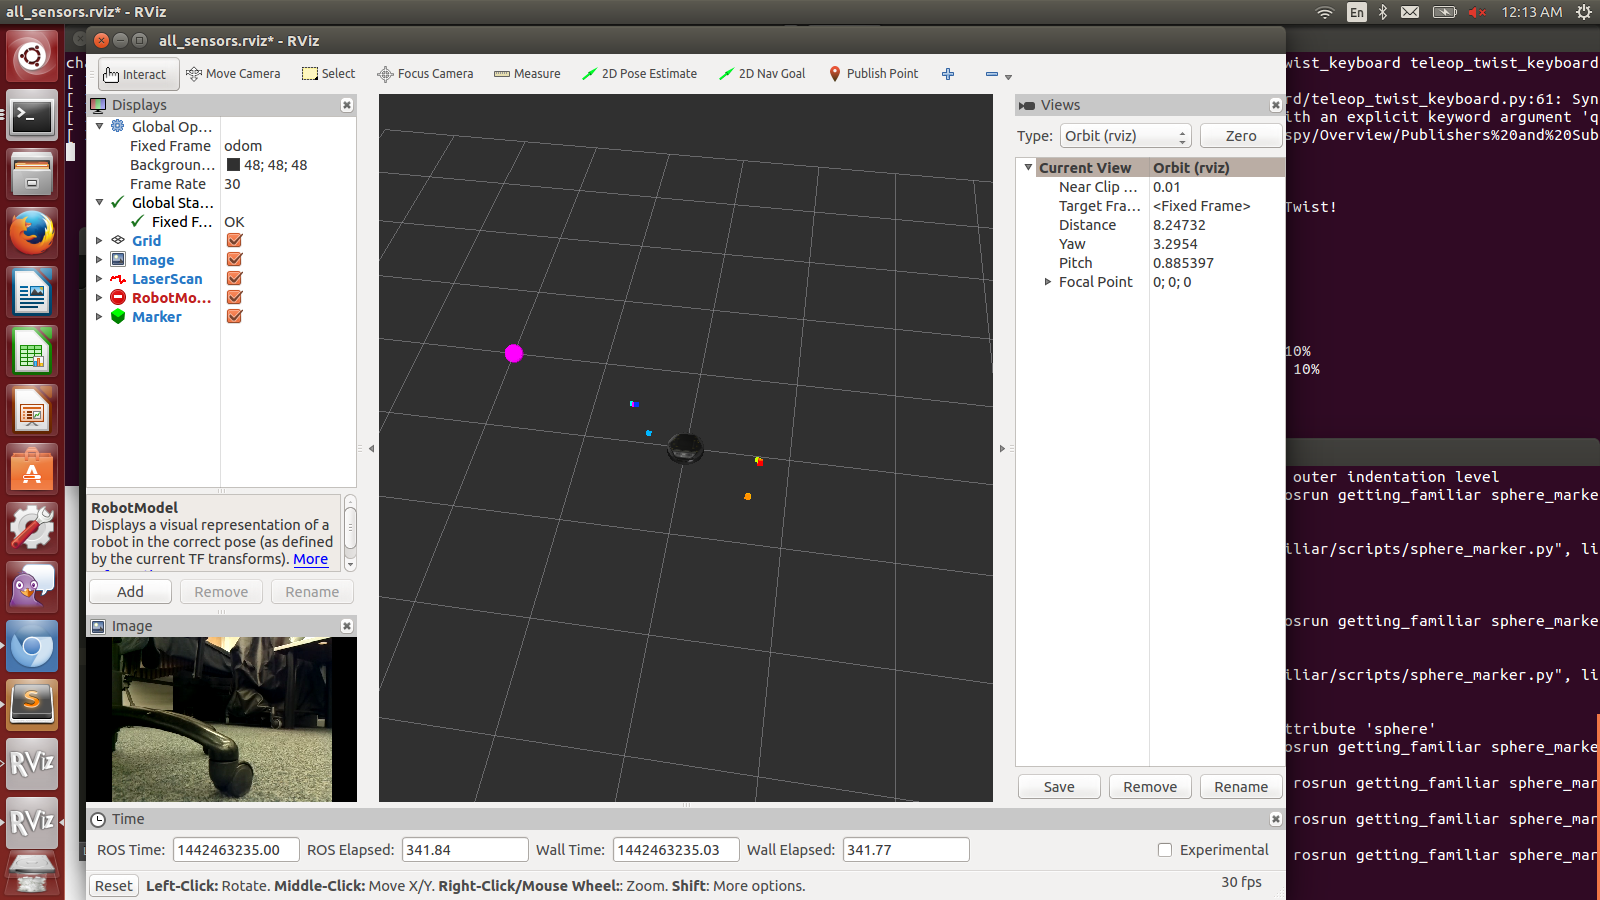 all_sensors.rviz* - RViz
En
12:13 AM
all_sensors.rviz* - RViz
Interact
Move Camera
Select
Focus Camera
Measure
2D Pose Estimate
2D Nav Goal
Publish Point
Displays
Global Op...
Fixed Frame odom
Backgroun... 48; 48; 48
Frame Rate 30
Global Sta...
Fixed F... OK
Grid
Image
LaserScan
RobotMo...
Marker
RobotModel
Displays a visual representation of a
robot in the correct pose (as defined
by the current TF transforms). More
Add
Remove
Rename
Image
Views
Type: Orbit (rviz)
Zero
Current View Orbit (rviz)
Near Clip ... 0.01
Target Fra... <Fixed Frame>
Distance 8.24732
Yaw 3.2954
Pitch 0.885397
Focal Point 0; 0; 0
Save
Remove
Rename
Time
ROS Time: 1442463235.00 ROS Elapsed: 341.84 Wall Time: 1442463235.03 Wall Elapsed: 341.77
Experimental
Reset
Left-Click: Rotate. Middle-Click: Move X/Y. Right-Click/Mouse Wheel:: Zoom. Shift: More options.
30 fps
wist_keyboard teleop_twist_keyboard
rd/teleop_twist_keyboard.py:61: Syn
ith an explicit keyword argument 'q
spy/Overview/Publishers%20and%20Sub
Twist!
10%
10%
outer indentation level
osrun getting_familiar sphere_marke
iliar/scripts/sphere_marker.py", li
osrun getting_familiar sphere_marke
iliar/scripts/sphere_marker.py", li
ttribute 'sphere'
osrun getting_familiar sphere_marke
rosrun getting_familiar sphere_mar
rosrun getting_familiar sphere_mar
rosrun getting_familiar sphere_mar
cha
[
[
[
[
RViz
RViz